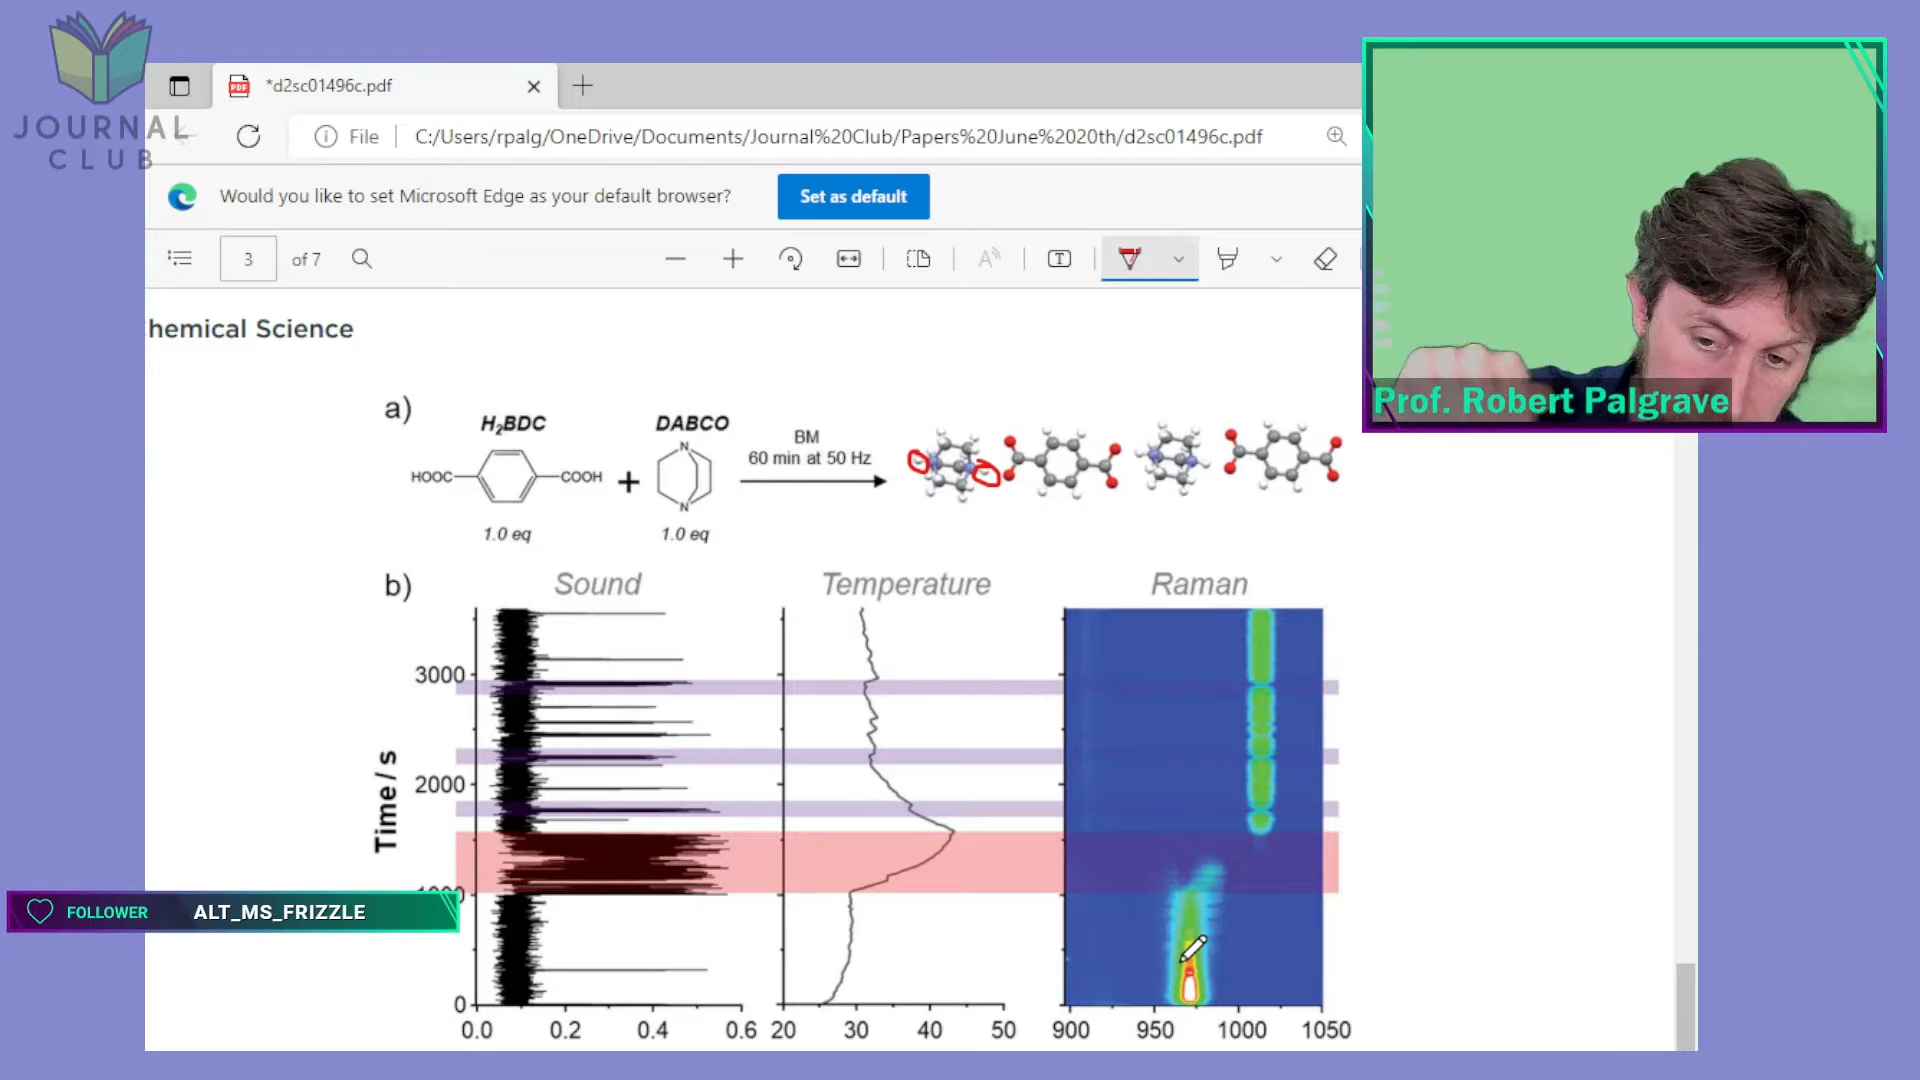 JOURNAL
CLUB
PDF
*d2sc01496c.pdf
File
C:/Users/rpalg/OneDrive/Documents/Journal%20Club/Papers%20June%2020th/d2sc01496c.pdf
Would you like to set Microsoft Edge as your default browser?
Set as default
3
of 7
hemical Science
Prof. Robert Palgrave
a)
H₂BDC
DABCO
BM
60 min at 50 Hz
HOOC
COOH
+
N
N
1.0 eq
1.0 eq
b)
Sound
Temperature
Raman
Time / s
3000
2000
1000
0
0.0 0.2 0.4 0.6
20 30 40 50
900 950 1000 1050
FOLLOWER
ALT_MS_FRIZZLE